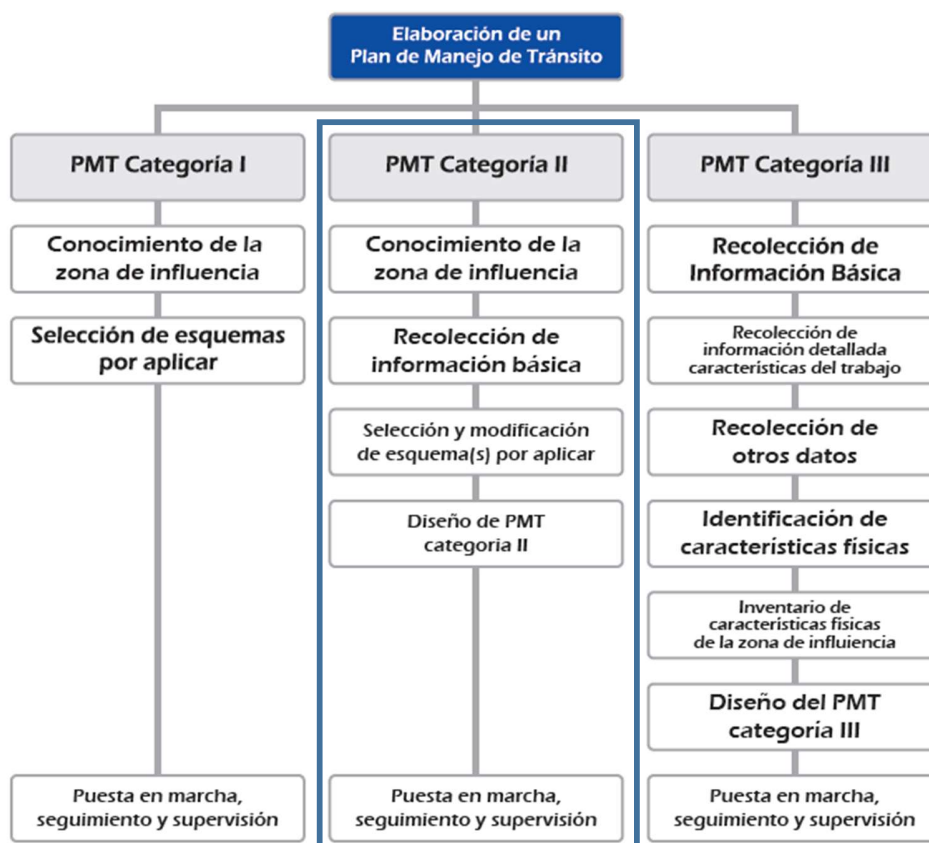 Elaboración de un
Plan de Manejo de Tránsito
PMT Categoría I
Conocimiento de la
zona de influencia
Selección de esquemas
por aplicar
Puesta en marcha,
seguimiento y supervisión
PMT Categoría II
Conocimiento de la
zona de influencia
Recolección de
información básica
Selección y modificación
de esquema(s) por aplicar
Diseño de PMT
categoria II
Puesta en marcha,
seguimiento y supervisión
PMT Categoría III
Recolección de
Información Básica
Recolección de
información detallada
características del trabajo
Recolección de
otros datos
Identificación de
características físicas
Inventario de
características físicas
de la zona de influiencia
Diseño del PMT
categoría III
Puesta en marcha,
seguimiento y supervisión